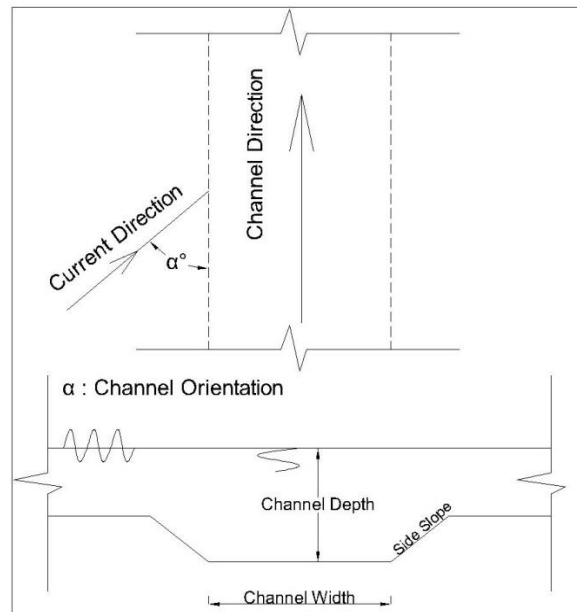 Channel Direction
Current Direction
α°
α : Channel Orientation
Channel Depth
Side Slope
Channel Width